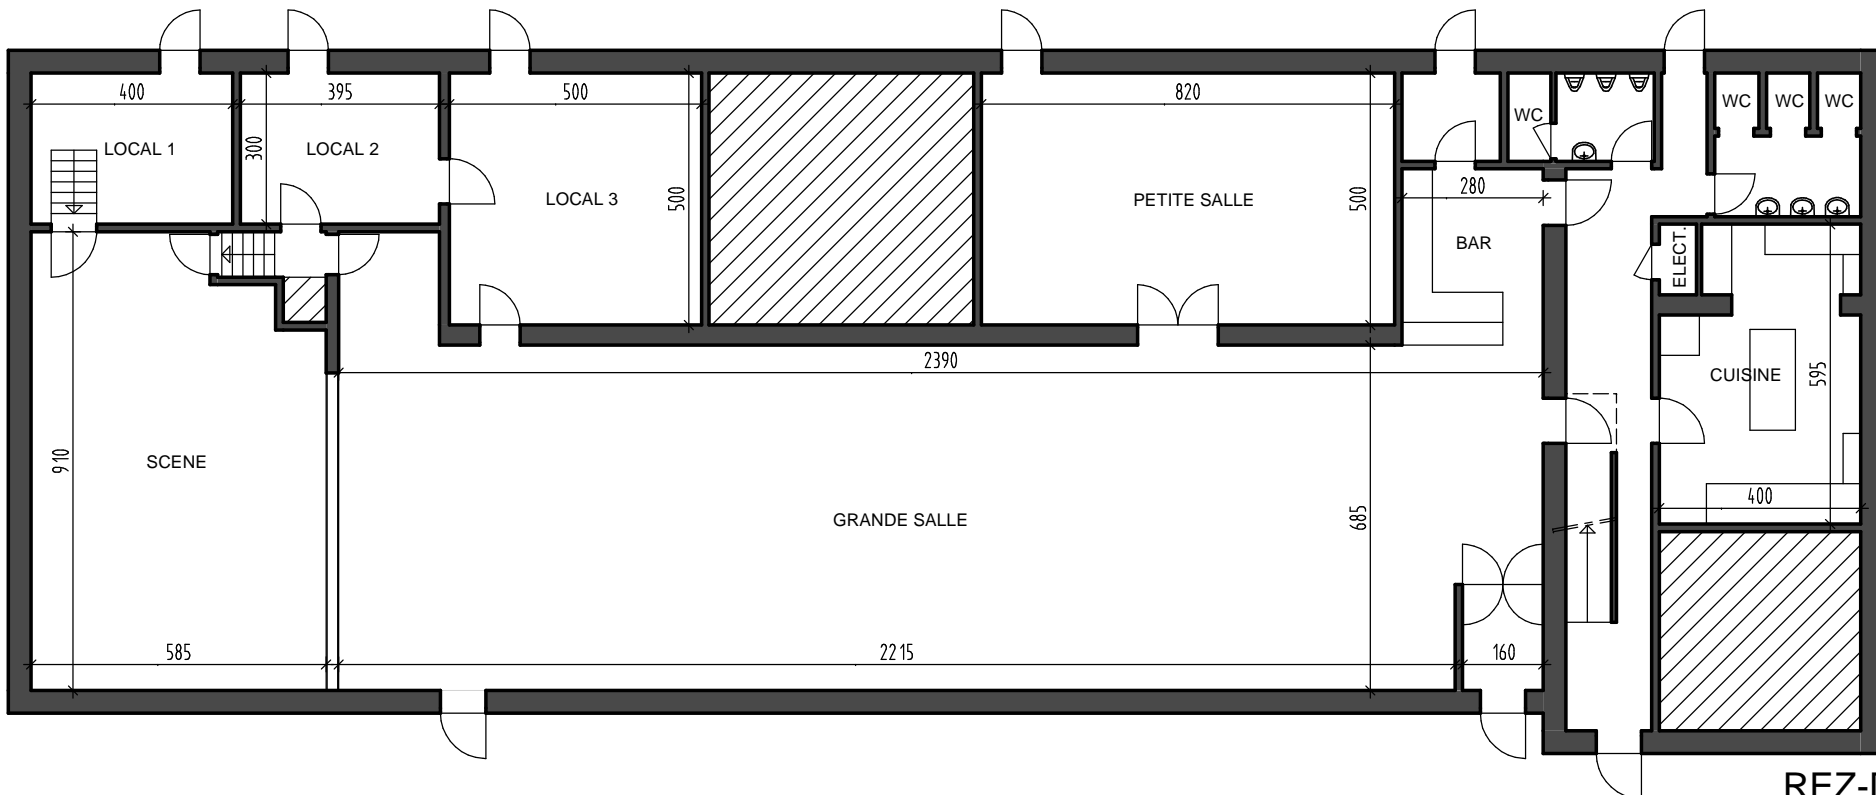 400
395
500
820
WC
WC
WC
WC
LOCAL 1
300
LOCAL 2
LOCAL 3
500
PETITE SALLE
500
280
BAR
ELECT.
2390
CUISINE
595
SCENE
910
GRANDE SALLE
685
400
585
2215
160
REZ-